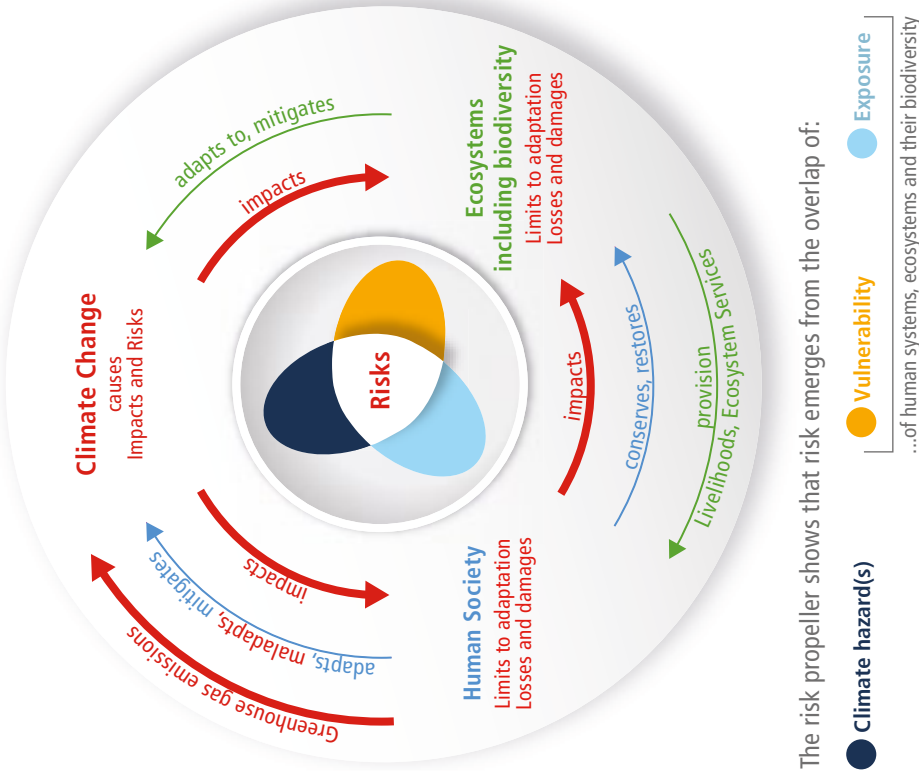 Climate Change
causes
Impacts and Risks
Greenhouse gas emissions
adapts, maladapts, mitigates
impacts
impacts
adapts to, mitigates
Risks
Human Society
Limits to adaptation
Losses and damages
Ecosystems
including biodiversity
Limits to adaptation
Losses and damages
impacts
conserves, restores
provision
Livelihoods, Ecosystem Services
The risk propeller shows that risk emerges from the overlap of:
Climate hazard(s) Vulnerability Exposure
...of human systems, ecosystems and their biodiversity